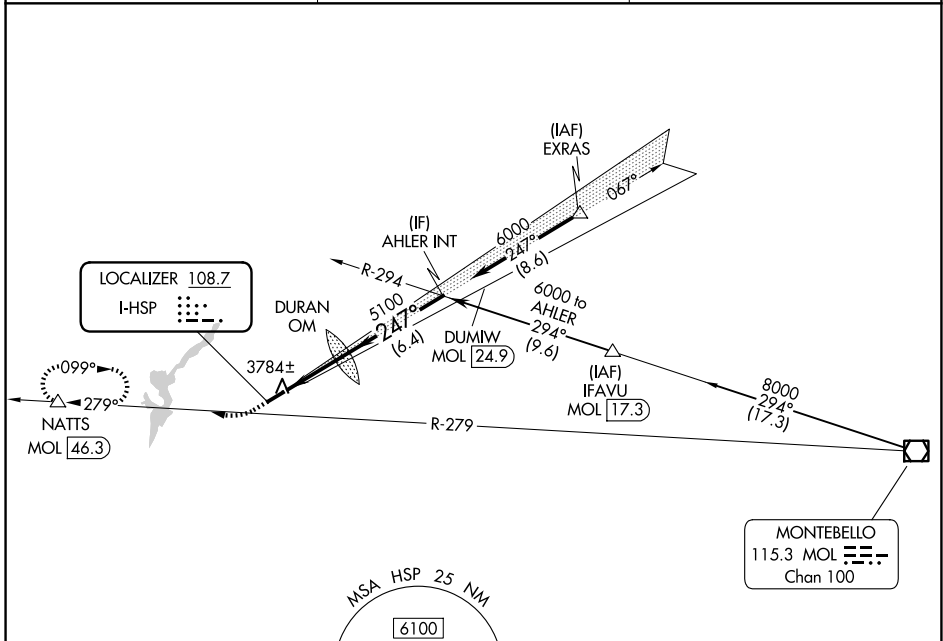 (IAF)
EXRAS
067°
(IF)
AHLER INT
6000
247°
(8.6)
R-294
LOCALIZER 108.7
I-HSP
DURAN
OM
5100
247°
(6.4)
DUMIW
MOL 24.9
6000 to
AHLER
294°
(9.6)
(IAF)
IFAVU
MOL 17.3
8000
294°
(17.3)
3784±
099°
279°
NATTS
MOL 46.3
R-279
MONTEBELLO
115.3 MOL
Chan 100
MSA HSP 25 NM
6100